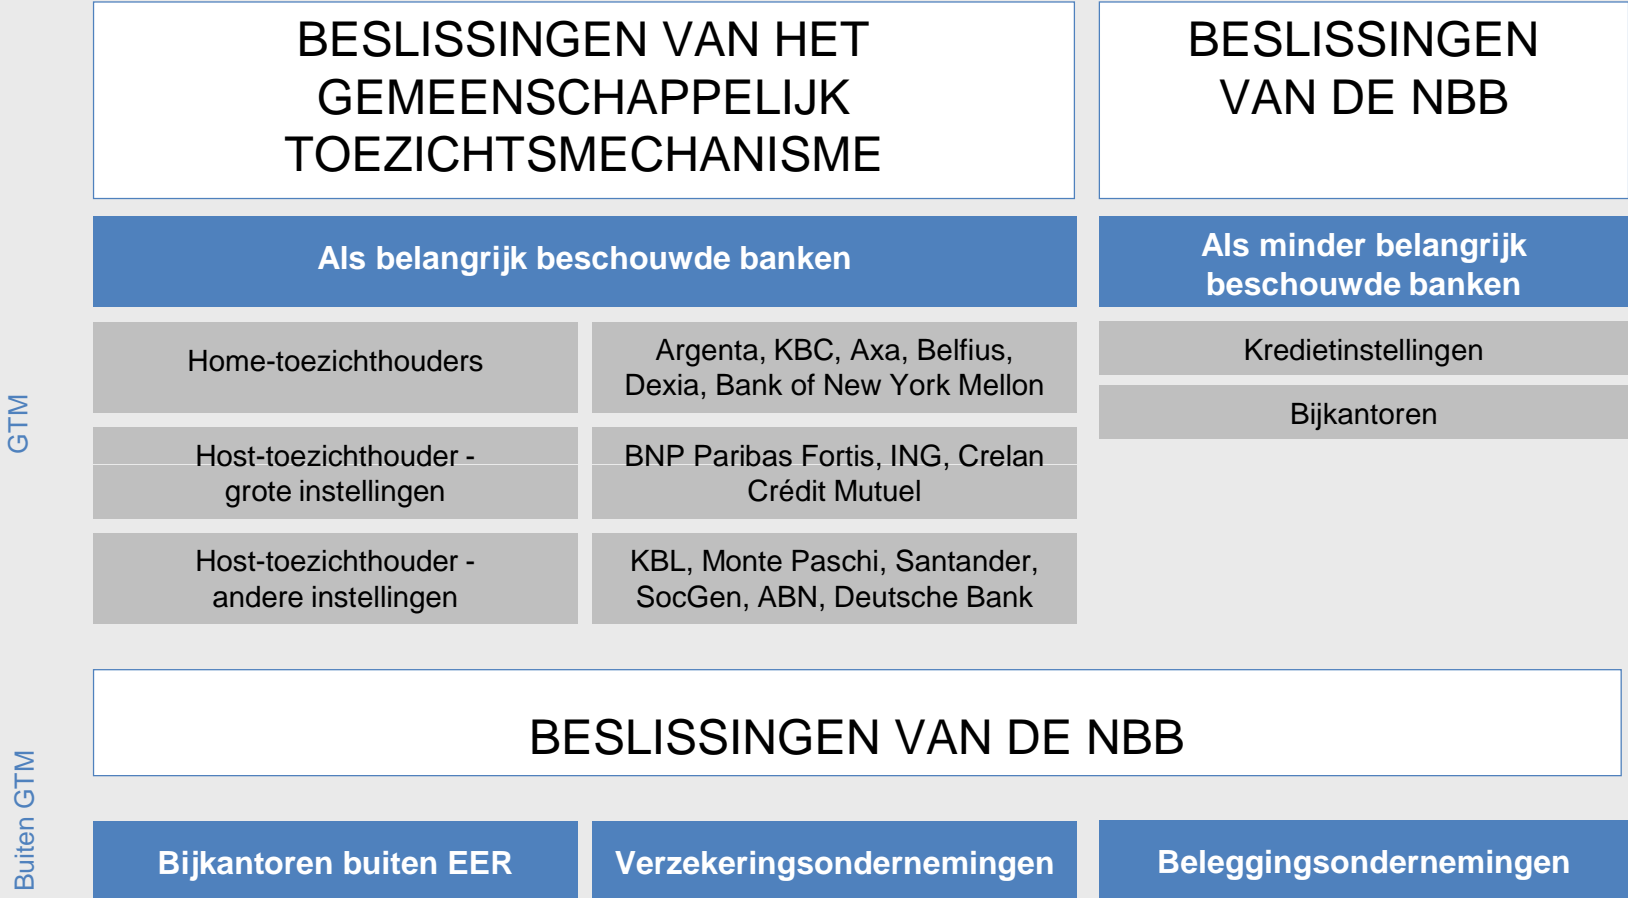 BESLISSINGEN VAN HET
GEMEENSCHAPPELIJK
TOEZICHTSMECHANISME
BESLISSINGEN
VAN DE NBB
GTM
Als belangrijk beschouwde banken
Als minder belangrijk
beschouwde banken
Home-toezichthouders
Argenta, KBC, Axa, Belfius,
Dexia, Bank of New York Mellon
Kredietinstellingen
Bijkantoren
Host-toezichthouder -
grote instellingen
BNP Paribas Fortis, ING, Crelan
Crédit Mutuel
Host-toezichthouder -
andere instellingen
KBL, Monte Paschi, Santander,
SocGen, ABN, Deutsche Bank
Buiten GTM
BESLISSINGEN VAN DE NBB
Bijkantoren buiten EER
Verzekeringsondernemingen
Beleggingsondernemingen